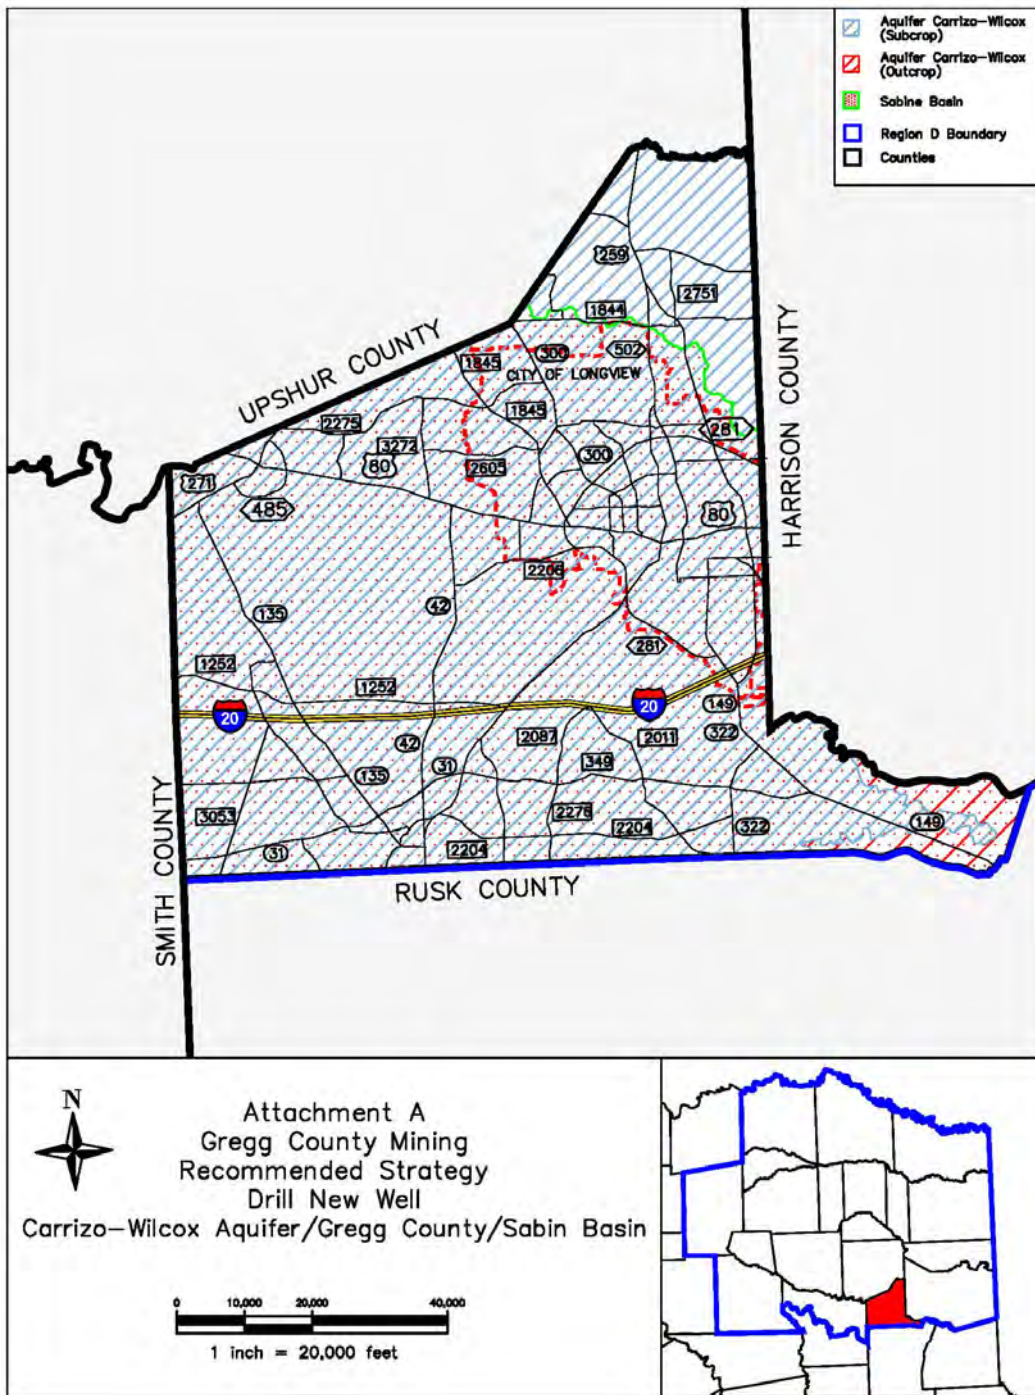 Aquifer Carrizo-Wilcox
(Subcrop)
Aquifer Carrizo-Wilcox
(Outcrop)
Sabine Basin
Region D Boundary
Counties
259
2751
1844
HARRISON COUNTY
UPSHUR COUNTY
1845
300
502
CITY OF LONGVIEW
1845
281
2275
3272
80
2605
300
271
485
80
2206
42
135
281
1252
1252
20
20
149
322
2087
2011
42
31
349
135
SMITH COUNTY
3053
2276
2204
322
149
31
2204
RUSK COUNTY
N
Attachment A
Gregg County Mining
Recommended Strategy
Drill New Well
Carrizo-Wilcox Aquifer/Gregg County/Sabin Basin
0 10,000 20,000 40,000
1 inch = 20,000 feet